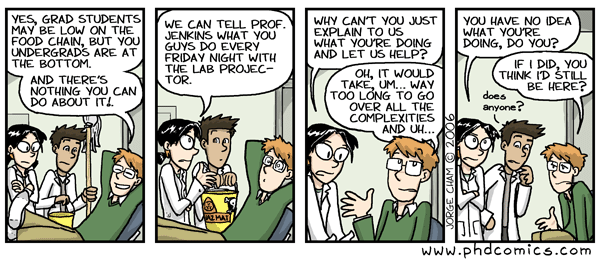 YES, GRAD STUDENTS
MAY BE LOW ON THE
FOOD CHAIN, BUT YOU
UNDERGRADS ARE AT
THE BOTTOM.
AND THERE'S
NOTHING YOU CAN
DO ABOUT IT!
WE CAN TELL PROF.
JENKINS WHAT YOU
GUYS DO EVERY
FRIDAY NIGHT WITH
THE LAB PROJEC-
TOR.
MAI MAI
WHY CAN'T YOU JUST
EXPLAIN TO US
WHAT YOU'RE DOING
AND LET US HELP?
OH, IT WOULD
TAKE, UM... WAY
TOO LONG TO GO
OVER ALL THE
COMPLEXITIES
AND UH...
JORGE CHAM © 2006
YOU HAVE NO IDEA
WHAT YOU'RE
DOING, DO YOU?
IF I DID, YOU
THINK I'D STILL
BE HERE?
does
anyone?
www.phdcomics.com